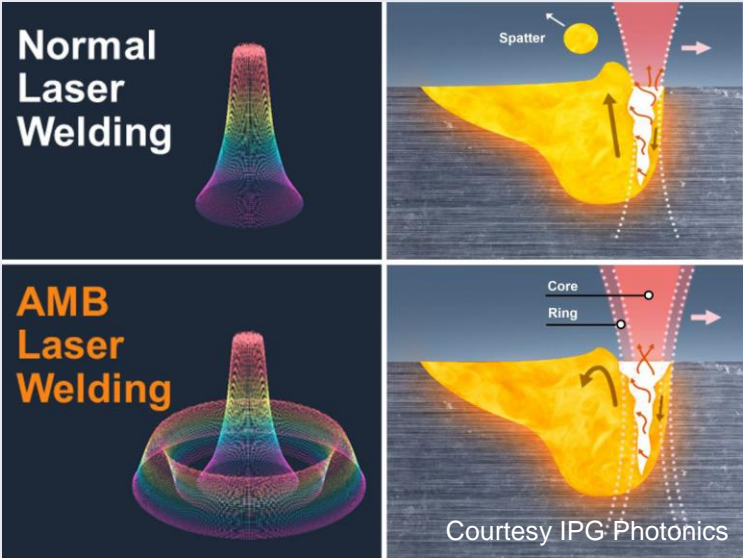 Normal
Laser
Welding
Spatter
AMB
Laser
Welding
Core
Ring
Courtesy IPG Photonics